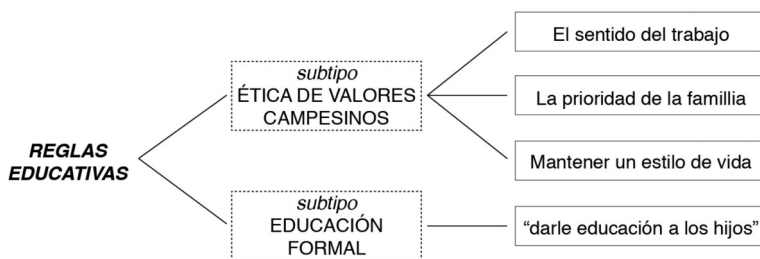 REGLAS
EDUCATIVAS
subtipo
ÉTICA DE VALORES
CAMPESINOS
El sentido del trabajo
La prioridad de la famillia
Mantener un estilo de vida
subtipo
EDUCACIÓN
FORMAL
“darle educación a los hijos”